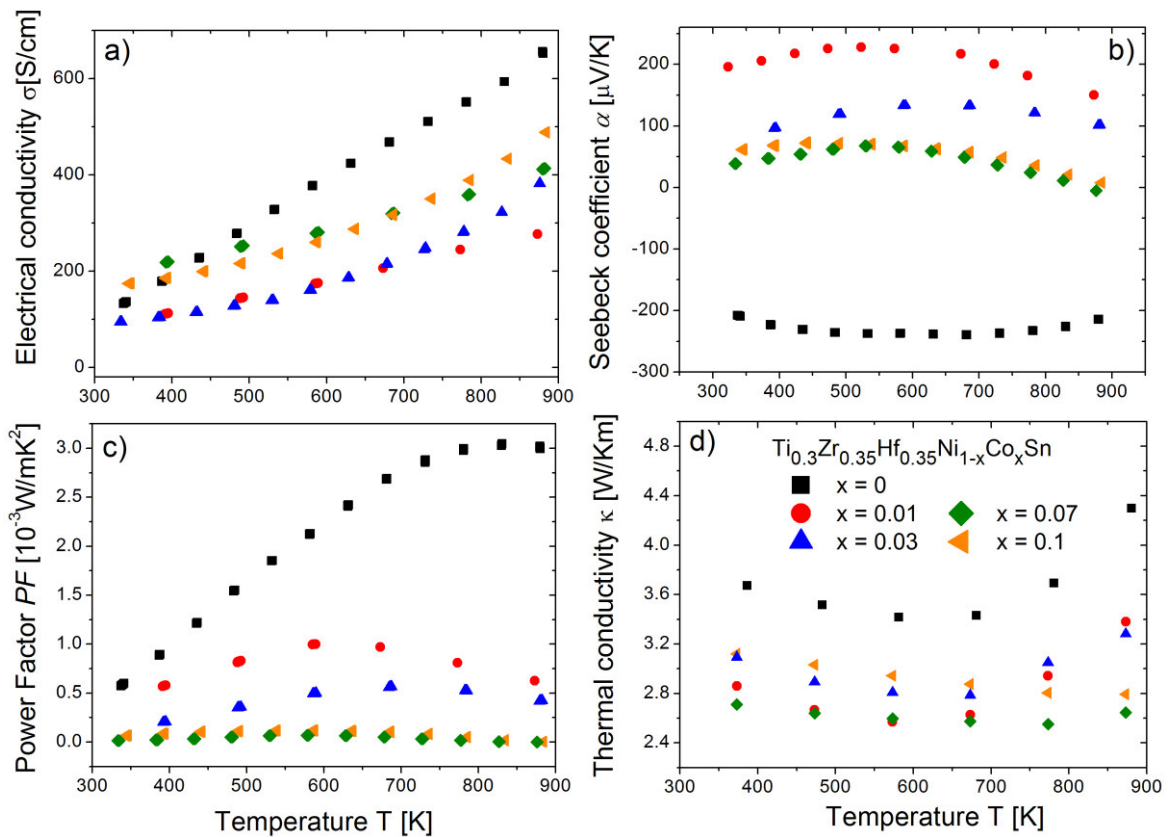 a)
Electrical conductivity σ[S/cm]
600
400
200
0
300 400 500 600 700 800 900
b)
Seebeck coefficient α [µV/K]
200
100
0
-100
-200
-300
300 400 500 600 700 800 900
c)
Power Factor PF [10⁻³W/mK²]
3.0
2.5
2.0
1.5
1.0
0.5
0.0
300 400 500 600 700 800 900
Temperature T [K]
d)
Thermal conductivity κ [W/Km]
4.8
4.4
4.0
3.6
3.2
2.8
2.4
Ti₀.₃Zr₀.₃₅Hf₀.₃₅Ni₁₋ₓCoₓSn
x = 0
x = 0.01 x = 0.07
x = 0.03 x = 0.1
300 400 500 600 700 800 900
Temperature T [K]